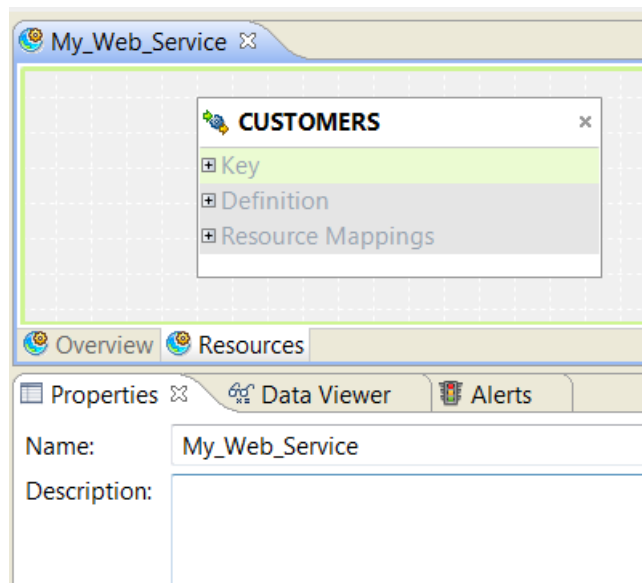 My_Web_Service
CUSTOMERS
Key
Definition
Resource Mappings
Overview Resources
Properties Data Viewer Alerts
Name: My_Web_Service
Description: